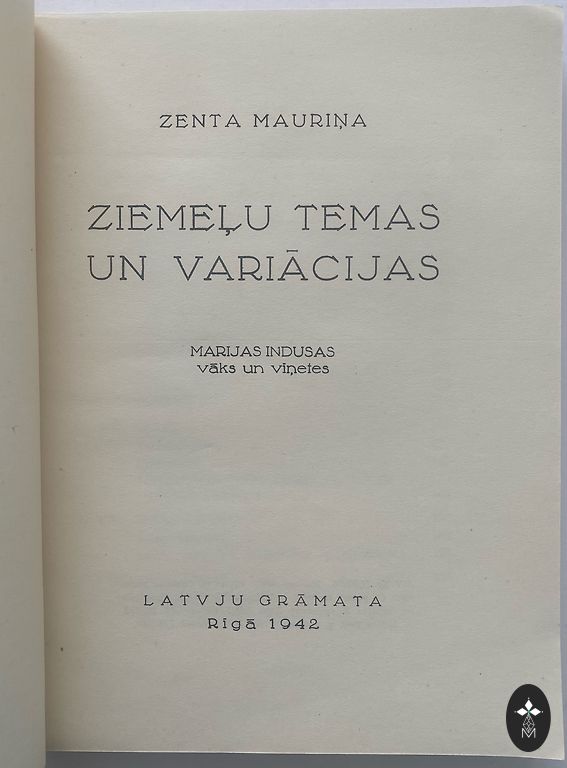 ZENTA MAURIŅA
ZIEMEĻU TEMAS
UN VARIĀCIJAS
MARIJAS INDUSAS
vāks un viņetes
LATVJU GRĀMATA
Rīgā 1942
M